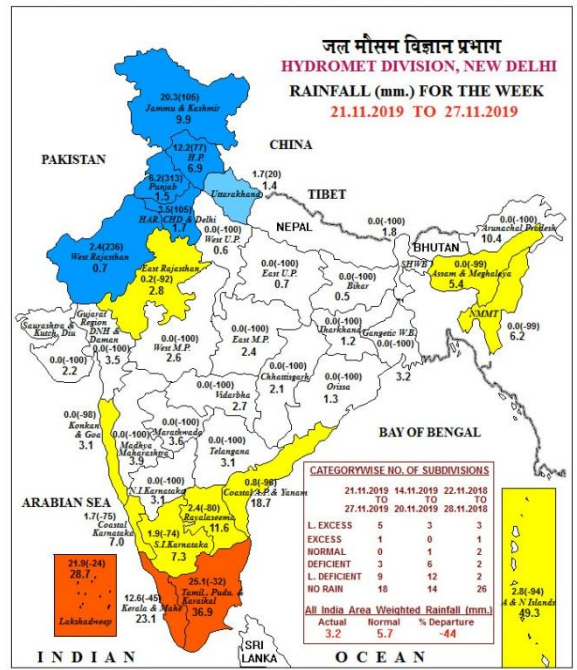 जल मौसम विज्ञान प्रभाग
HYDROMET DIVISION, NEW DELHI
RAINFALL (mm.) FOR THE WEEK
21.11.2019 TO 27.11.2019
20.3(105)
Jammu & Kashmir
9.9
CHINA
12.2(77)
H.P.
6.9
PAKISTAN
6.2(313)
Punjab
1.5
1.7(20)
Uttarakhand
1.4
TIBET
3.5(105)
HAR. CHD & Delhi
1.7
NEPAL
0.0(-100)
West U.P.
0.6
0.0(-100)
1.8
SHWB
BHUTAN
0.0(-100)
Arunachal Pradesh
10.4
2.4(236)
West Rajasthan
0.7
East Rajasthan
0.2(-92)
2.8
0.0(-100)
East U.P.
0.7
0.0(-100)
Bihar
0.5
0.0(-99)
Assam & Meghalaya
5.4
NMMT
0.0(-99)
6.2
Saurashtra &
Kutch, Diu
0.0(-100)
2.2
Gujarat
Region
DNH &
Daman
0.0(-100)
3.5
0.0(-100)
West M.P.
2.6
0.0(-100)
East M.P.
2.4
0.0(-100)
Jharkhand
1.2
Gangetic W.B.
0.0(-100)
3.2
0.0(-100)
Vidarbha
2.7
0.0(-100)
Chhattisgarh
2.1
0.0(-100)
Orissa
1.3
0.0(-98)
Konkan
& Goa
3.1
0.0(-100)
Madhya
Maharashtra
3.9
0.0(-100)
Marathwada
3.6
0.0(-100)
Telangana
3.1
BAY OF BENGAL
0.0(-100)
N.I.Karnataka
3.1
0.8(-96)
Coastal A.P & Yanam
18.7
ARABIAN SEA
1.7(-75)
Coastal
Karnataka
7.0
2.4(-80)
Rayalaseema
11.6
1.9(-74)
S.I.Karnataka
7.3
21.9(-24)
28.7
Lakshadweep
12.6(-45)
Kerala & Mahe
23.1
25.1(-32)
Tamil, Pudu. &
Karaikal
36.9
CATEGORYWISE NO. OF SUBDIVISIONS
21.11.2019 14.11.2019 22.11.2018
TO TO TO
27.11.2019 20.11.2019 28.11.2018
L. EXCESS 5 3 3
EXCESS 1 0 1
NORMAL 0 1 2
DEFICIENT 3 6 2
L. DEFICIENT 9 12 2
NO RAIN 18 14 26
All India Area Weighted Rainfall (mm.)
Actual Normal % Departure
3.2 5.7 -44
2.8(-94)
A & N Islands
49.3
SRI
LANKA
INDIAN OCEAN